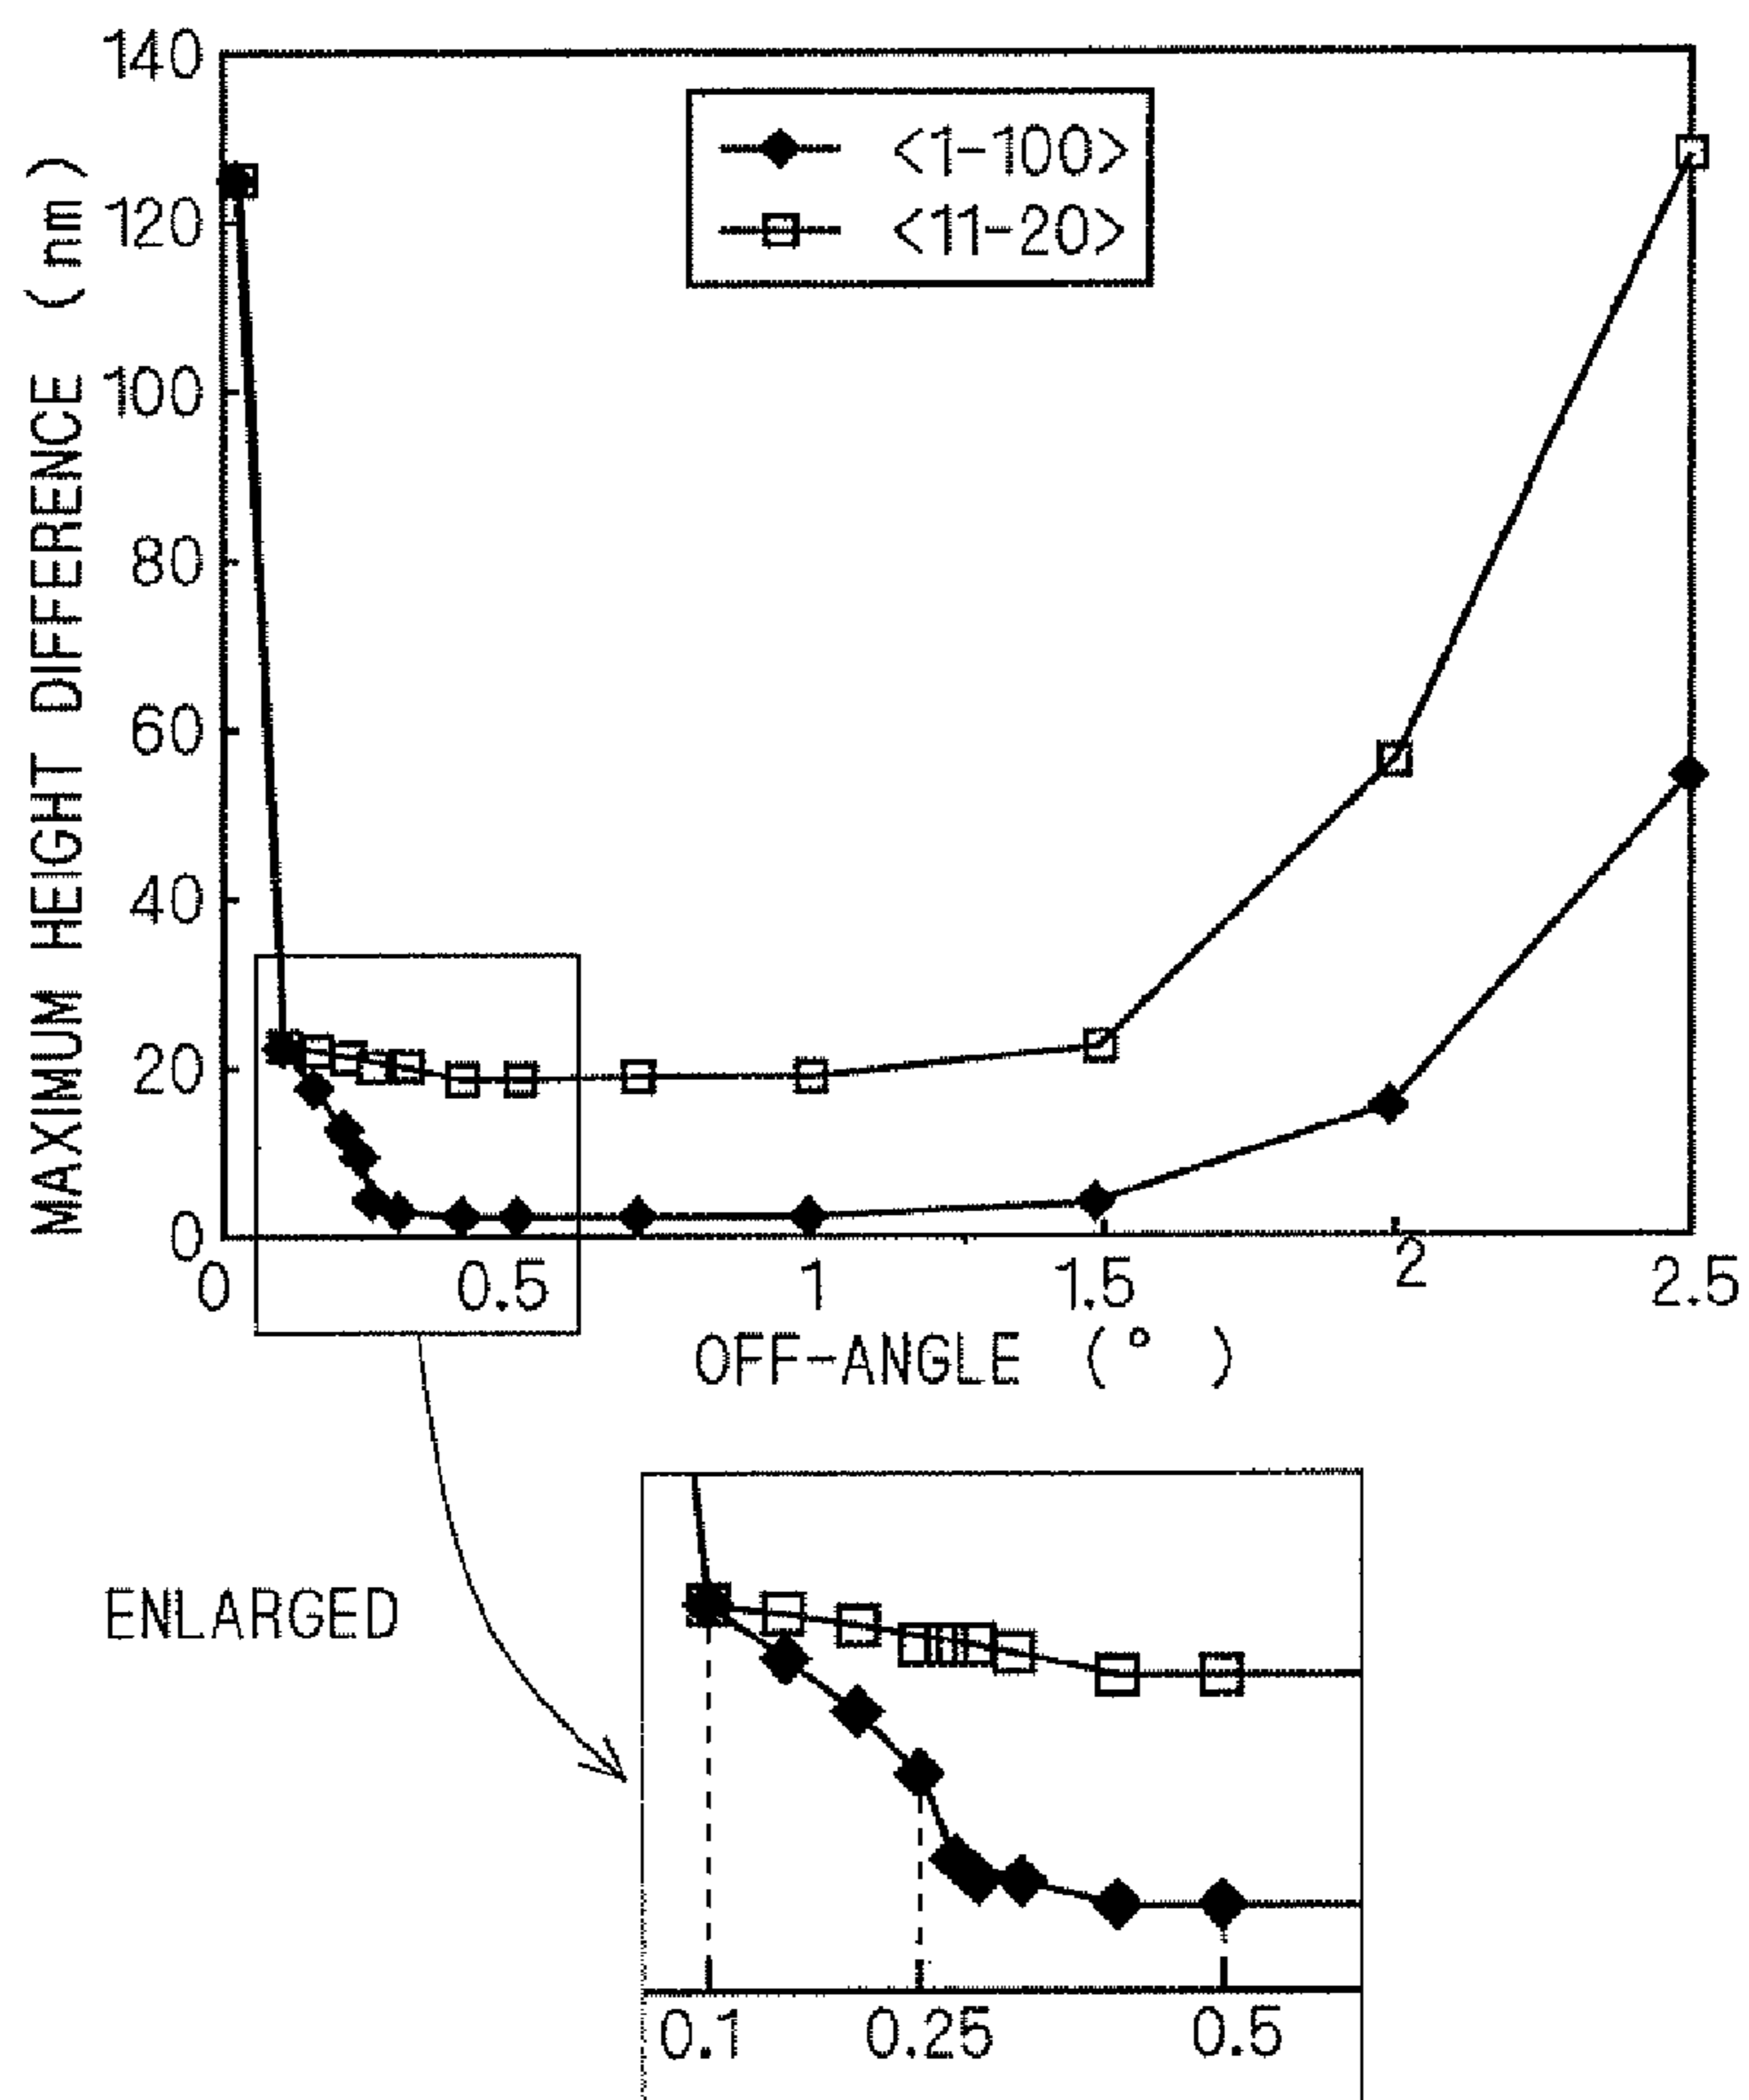 140
120
100
80
60
40
20
0
MAXIMUM HEIGHT DIFFERENCE (nm)
<1-100>
<11-20>
0 0.5 1 1.5 2 2.5
OFF-ANGLE (° )
ENLARGED
0.1 0.25 0.5